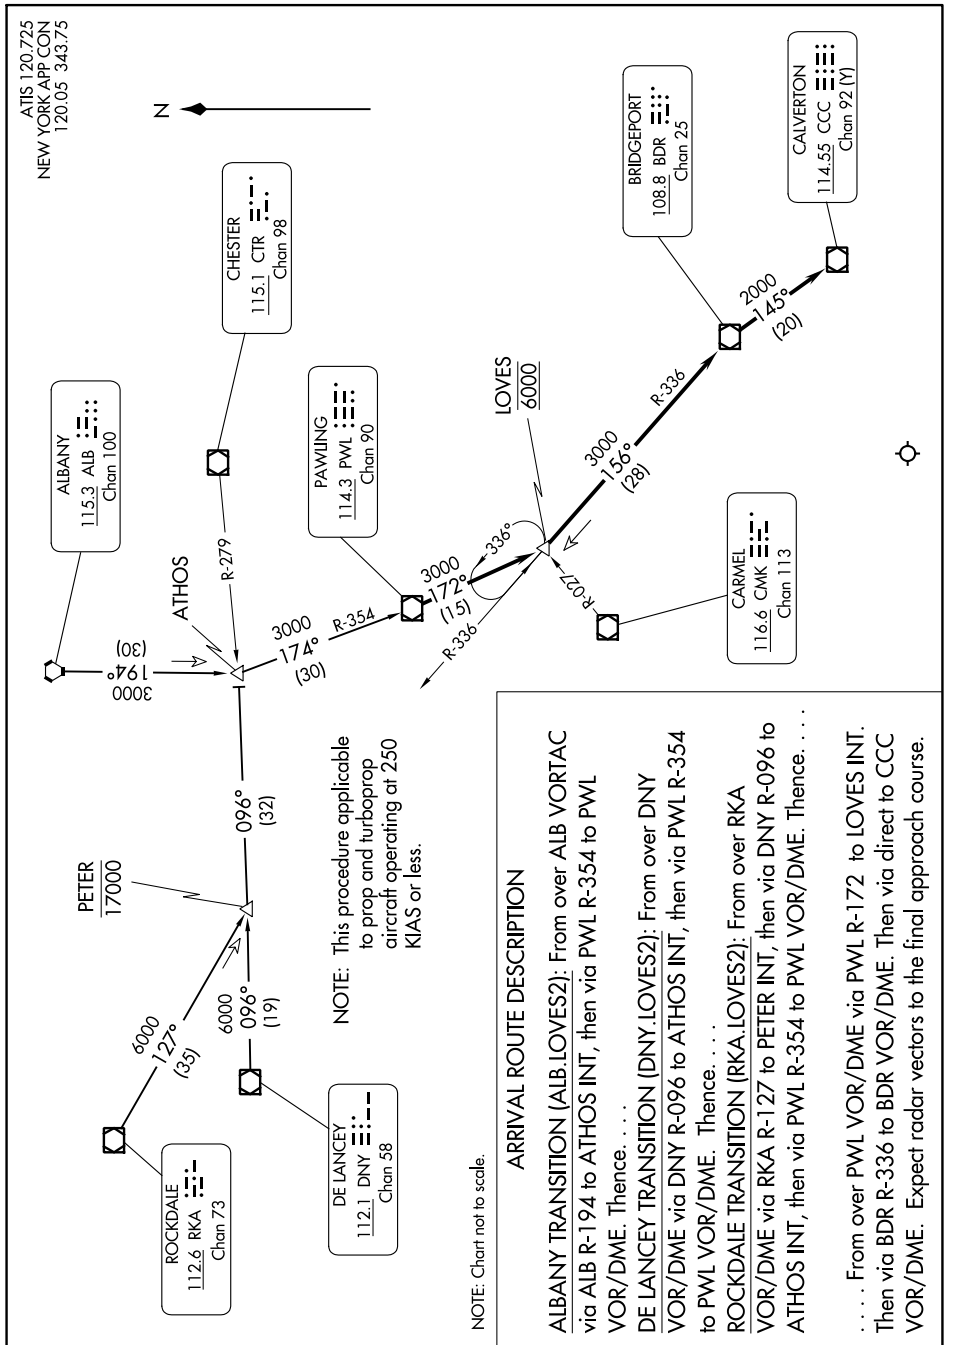 ATIS 120.725
NEW YORK APP CON
120.05 343.75
N
ALBANY
115.3 ALB
Chan 100
CHESTER
115.1 CTR
Chan 98
PAWLING
114.3 PWL
Chan 90
BRIDGEPORT
108.8 BDR
Chan 25
CALVERTON
114.55 CCC
Chan 92 (Y)
CARMEL
116.6 CMK
Chan 113
ROCKDALE
112.6 RKA
Chan 73
DE LANCEY
112.1 DNY
Chan 58
PETER
17000
ATHOS
LOVES
6000
6000
127°
(35)
6000
096°
(19)
096°
(32)
3000
194°
(30)
R-279
3000
174°
(30)
R-354
3000
172°
(15)
336°
R-336
R-027
3000
156°
(28)
R-336
2000
145°
(20)
NOTE: This procedure applicable
to prop and turboprop
aircraft operating at 250
KIAS or less.
NOTE: Chart not to scale.
ARRIVAL ROUTE DESCRIPTION
ALBANY TRANSITION (ALB.LOVES2): From over ALB VORTAC
via ALB R-194 to ATHOS INT, then via PWL R-354 to PWL
VOR/DME. Thence. . . .
DE LANCEY TRANSITION (DNY.LOVES2): From over DNY
VOR/DME via DNY R-096 to ATHOS INT, then via PWL R-354
to PWL VOR/DME. Thence. . . .
ROCKDALE TRANSITION (RKA.LOVES2): From over RKA
VOR/DME via RKA R-127 to PETER INT, then via DNY R-096 to
ATHOS INT, then via PWL R-354 to PWL VOR/DME. Thence. . . .
. . . . From over PWL VOR/DME via PWL R-172 to LOVES INT.
Then via BDR R-336 to BDR VOR/DME. Then via direct to CCC
VOR/DME. Expect radar vectors to the final approach course.